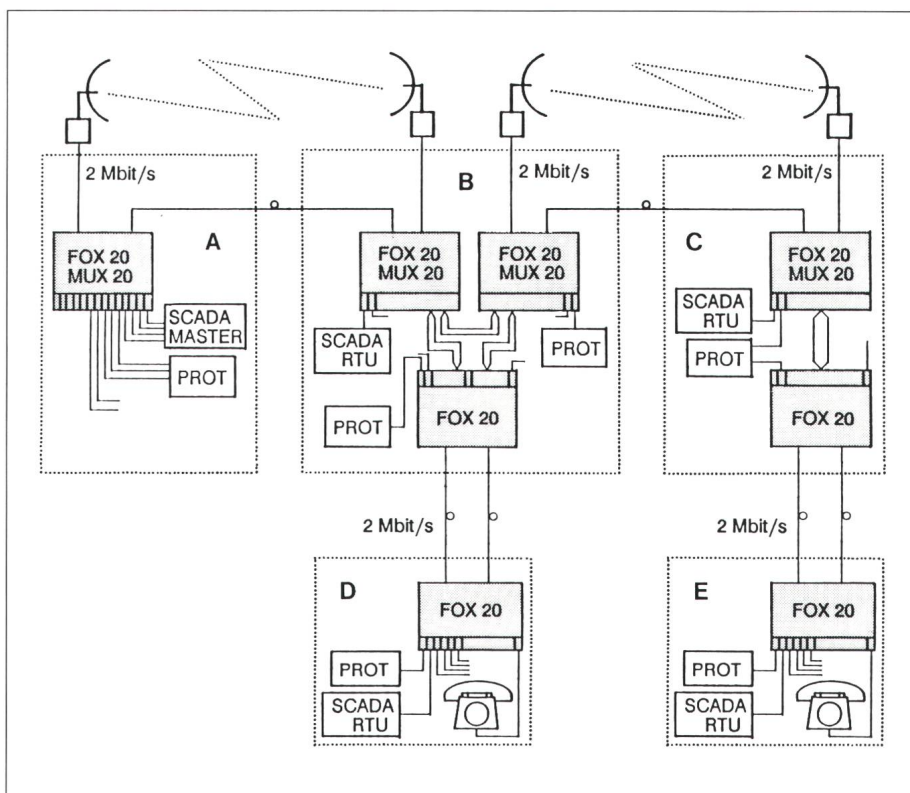 2 Mbit/s
A
FOX 20
MUX 20
SCADA
MASTER
PROT
B
2 Mbit/s
FOX 20
MUX 20
FOX 20
MUX 20
SCADA
RTU
PROT
PROT
FOX 20
2 Mbit/s
C
FOX 20
MUX 20
SCADA
RTU
PROT
FOX 20
2 Mbit/s
D
FOX 20
PROT
SCADA
RTU
2 Mbit/s
E
FOX 20
PROT
SCADA
RTU